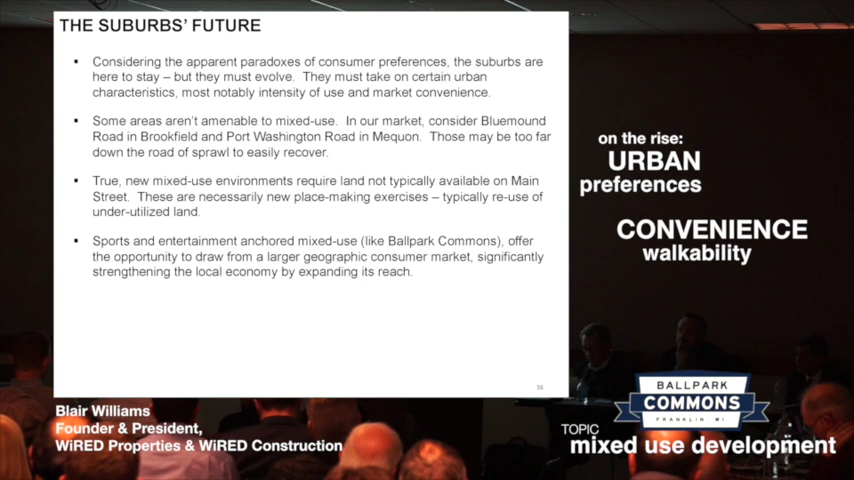 THE SUBURBS' FUTURE
▪ Considering the apparent paradoxes of consumer preferences, the suburbs are
here to stay – but they must evolve. They must take on certain urban
characteristics, most notably intensity of use and market convenience.
▪ Some areas aren't amenable to mixed-use. In our market, consider Bluemound
Road in Brookfield and Port Washington Road in Mequon. Those may be too far
down the road of sprawl to easily recover.
▪ True, new mixed-use environments require land not typically available on Main
Street. These are necessarily new place-making exercises – typically re-use of
under-utilized land.
▪ Sports and entertainment anchored mixed-use (like Ballpark Commons), offer
the opportunity to draw from a larger geographic consumer market, significantly
strengthening the local economy by expanding its reach.
35
on the rise:
URBAN
preferences
CONVENIENCE
walkability
Blair Williams
Founder & President,
WiRED Properties & WiRED Construction
BALLPARK
COMMONS
FRANKLIN, WI
TOPIC
mixed use development